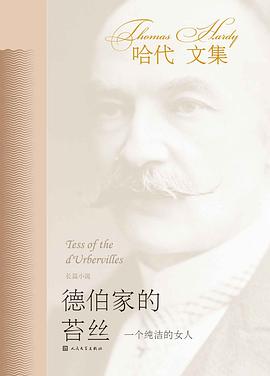 Thomas Hardy
哈代 文集
Tess of the
d'Urbervilles
长篇小说
德伯家的
苔丝 一个纯洁的女人
人民文学出版社